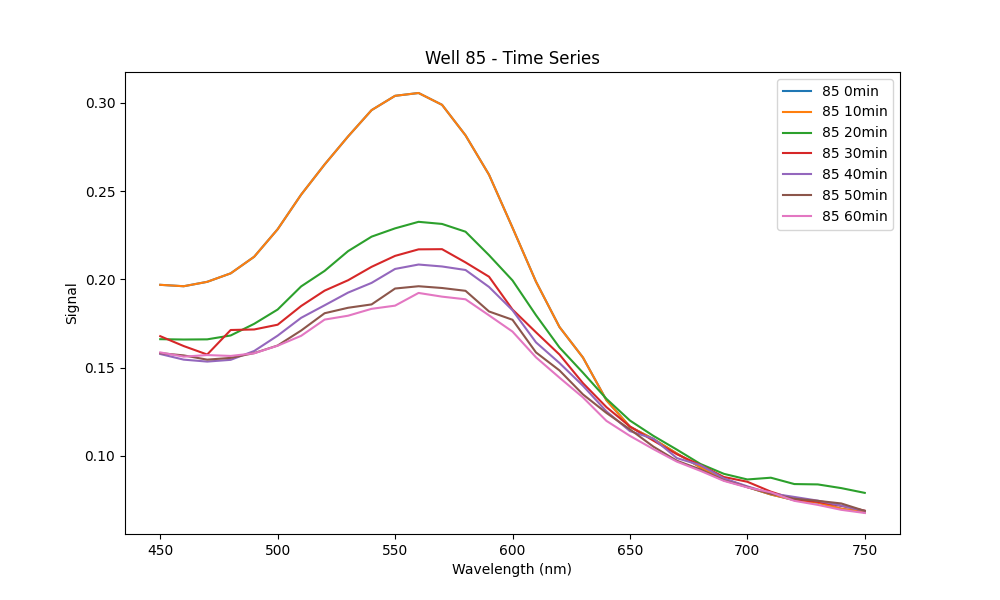 Well 85 - Time Series
Signal
0.30
0.25
0.20
0.15
0.10
450 500 550 600 650 700 750
Wavelength (nm)
85 0min
85 10min
85 20min
85 30min
85 40min
85 50min
85 60min